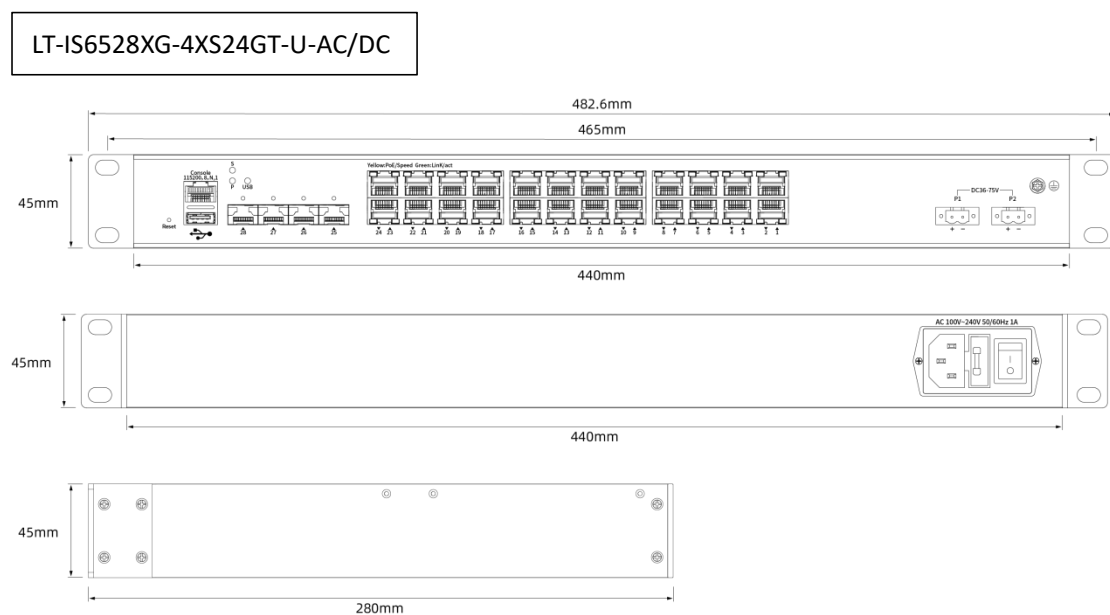 LT-IS6528XG-4XS24GT-U-AC/DC
482.6mm
465mm
45mm
Console
115200,8,N,1
S
P USB
Yellow:PoE/Speed Green:LinK/act
DC36-75V
P1 P2
+ − + −
Reset
28 27 26 25
24 23 22 21 20 19 18 17 16 15 14 13 12 11 10 9 8 7 6 5 4 3 2 1
440mm
AC 100V~240V 50/60Hz 1A
45mm
440mm
45mm
280mm